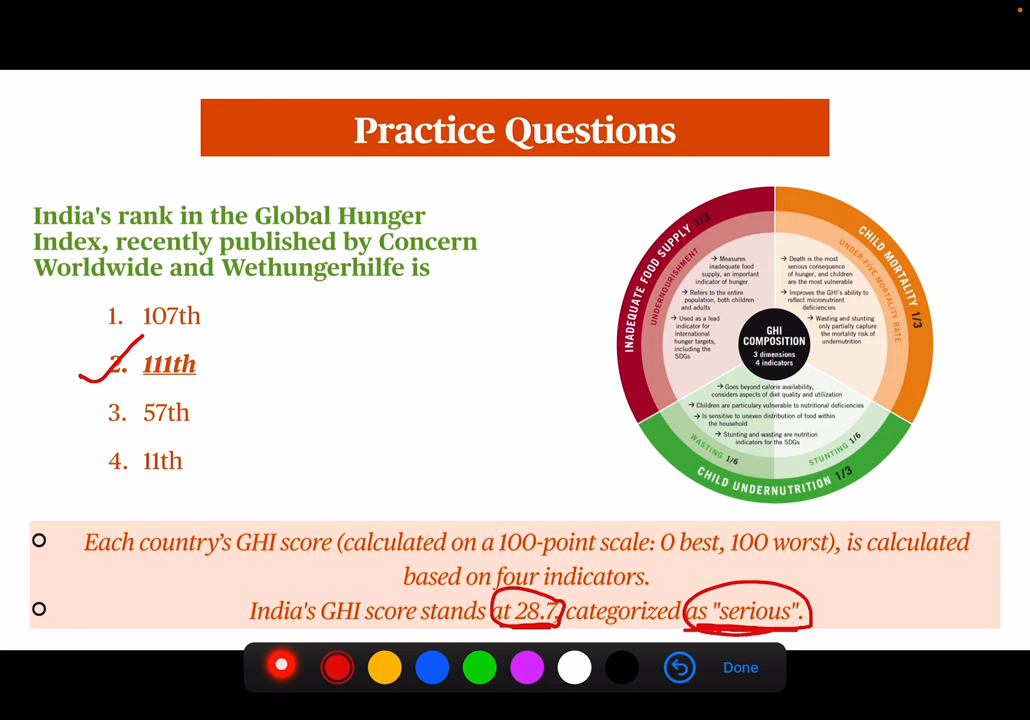 Practice Questions
India's rank in the Global Hunger
Index, recently published by Concern
Worldwide and Wethungerhilfe is
1. 107th
2. 111th
3. 57th
4. 11th
INADEQUATE FOOD SUPPLY 1/3
UNDERNOURISHMENT
→ Measures
inadequate food
supply, an important
indicator of hunger
→ Refers to the entire
population, both children
and adults
→ Used as a lead
indicator for
international
hunger targets,
including the
SDGs
CHILD MORTALITY 1/3
UNDER-FIVE MORTALITY RATE
→ Death is the most
serious consequence
of hunger, and children
are the most vulnerable
→ Improves the GHI's ability to
reflect micronutrient
deficiencies
→ Wasting and stunting
only partially capture
the mortality risk of
undernutrition
GHI
COMPOSITION
3 dimensions
4 indicators
→ Goes beyond calorie availability,
considers aspects of diet quality and utilization
→ Children are particulary vulnerable to nutritional deficiencies
→ Is sensitive to uneven distribution of food within
the household
→ Stunting and wasting are nutrition
indicators for the SDGs
WASTING 1/6
STUNTING 1/6
CHILD UNDERNUTRITION 1/3
Each country's GHI score (calculated on a 100-point scale: 0 best, 100 worst), is calculated
based on four indicators.
India's GHI score stands at 28.7, categorized as "serious".
Done